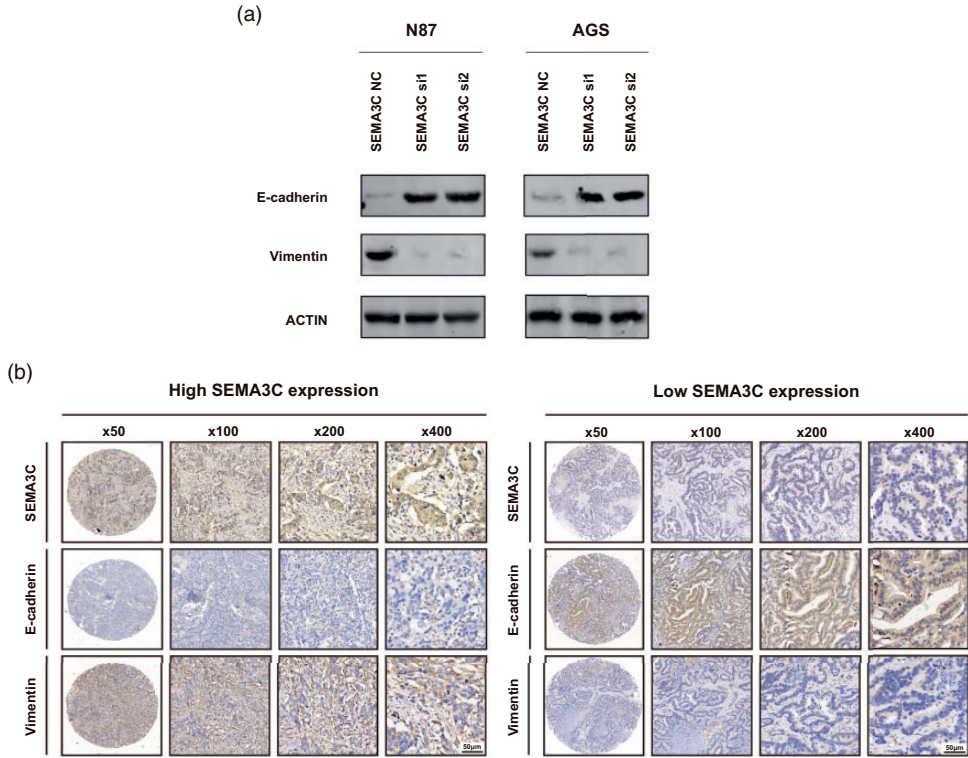 (a)
N87 AGS
SEMA3C NC SEMA3C si1 SEMA3C si2 SEMA3C NC SEMA3C si1 SEMA3C si2
E-cadherin
Vimentin
ACTIN
(b)
High SEMA3C expression Low SEMA3C expression
x50 x100 x200 x400 x50 x100 x200 x400
SEMA3C SEMA3C
E-cadherin E-cadherin
Vimentin Vimentin
50μm 50μm